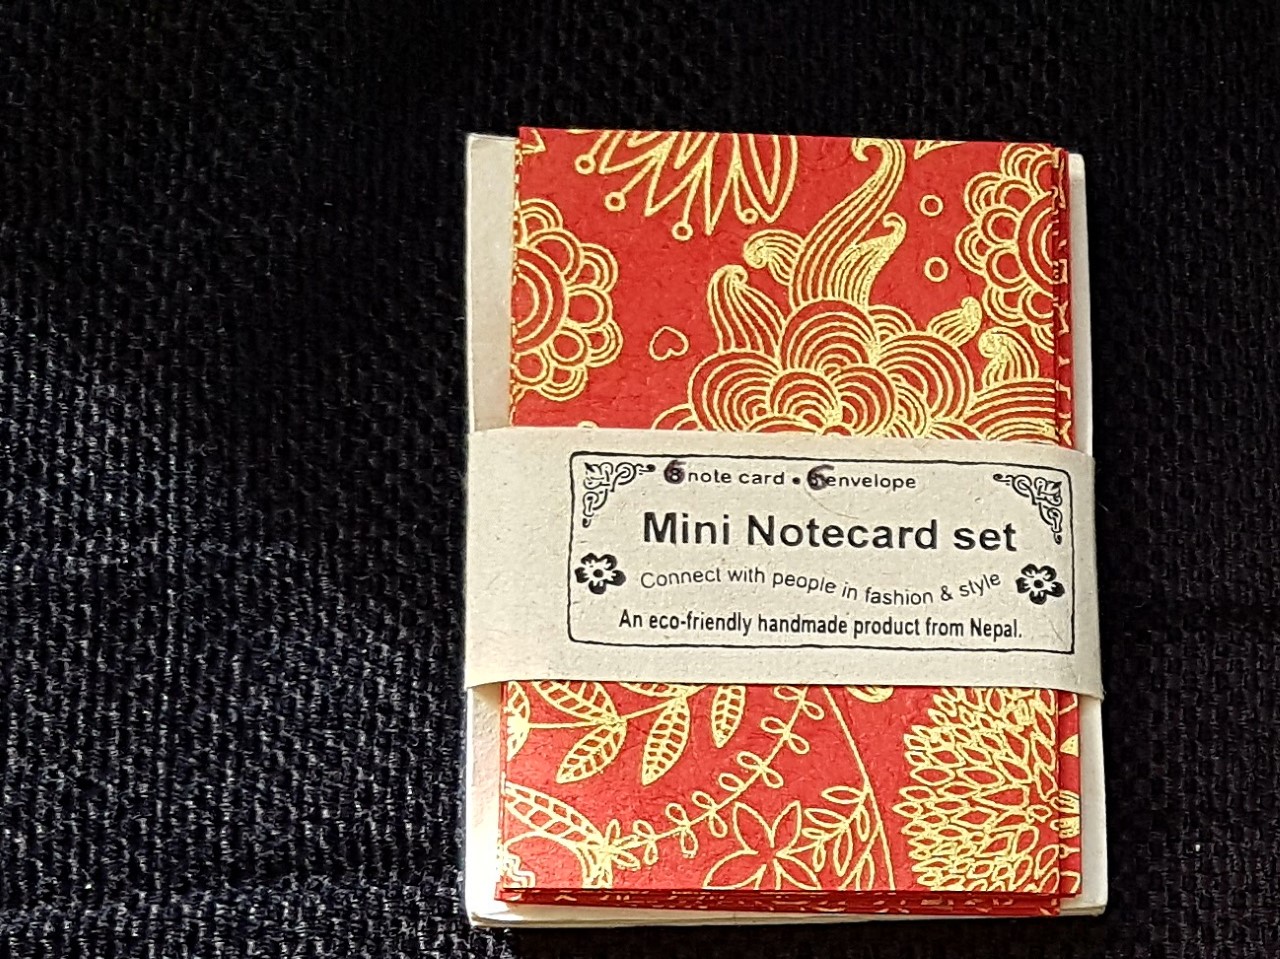 6 note card • 6 envelope
Mini Notecard set
Connect with people in fashion & style
An eco-friendly handmade product from Nepal.